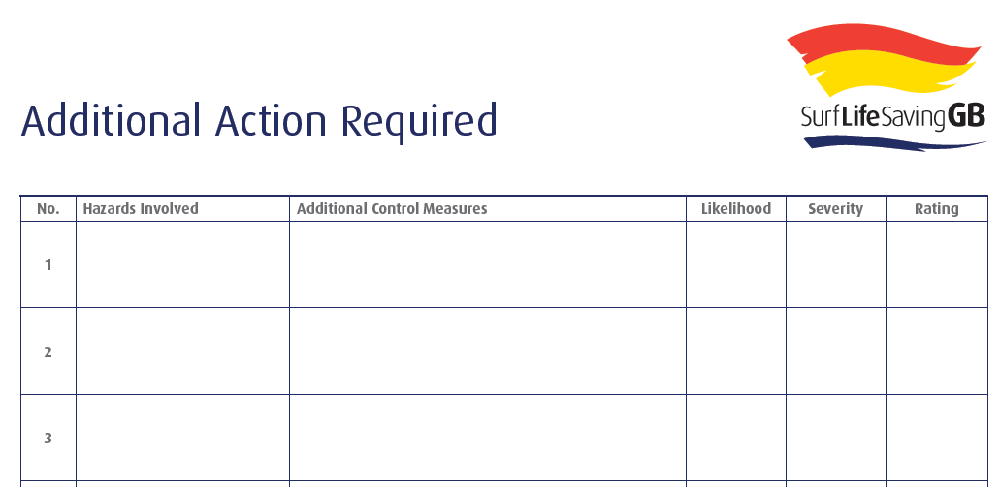 Additional Action Required
SurfLifeSavingGB
No. Hazards Involved Additional Control Measures Likelihood Severity Rating
1
2
3